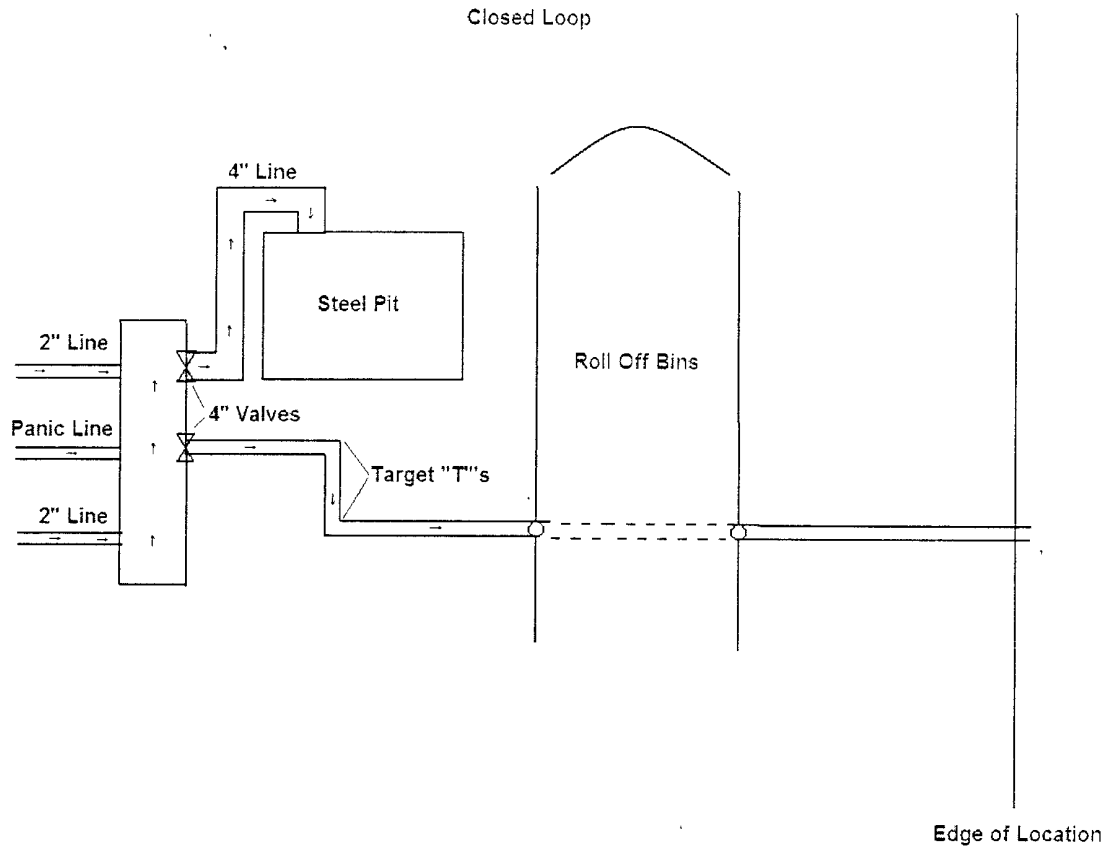 Closed Loop
4" Line
Steel Pit
2" Line
Roll Off Bins
4" Valves
Panic Line
Target "T"'s
2" Line
Edge of Location